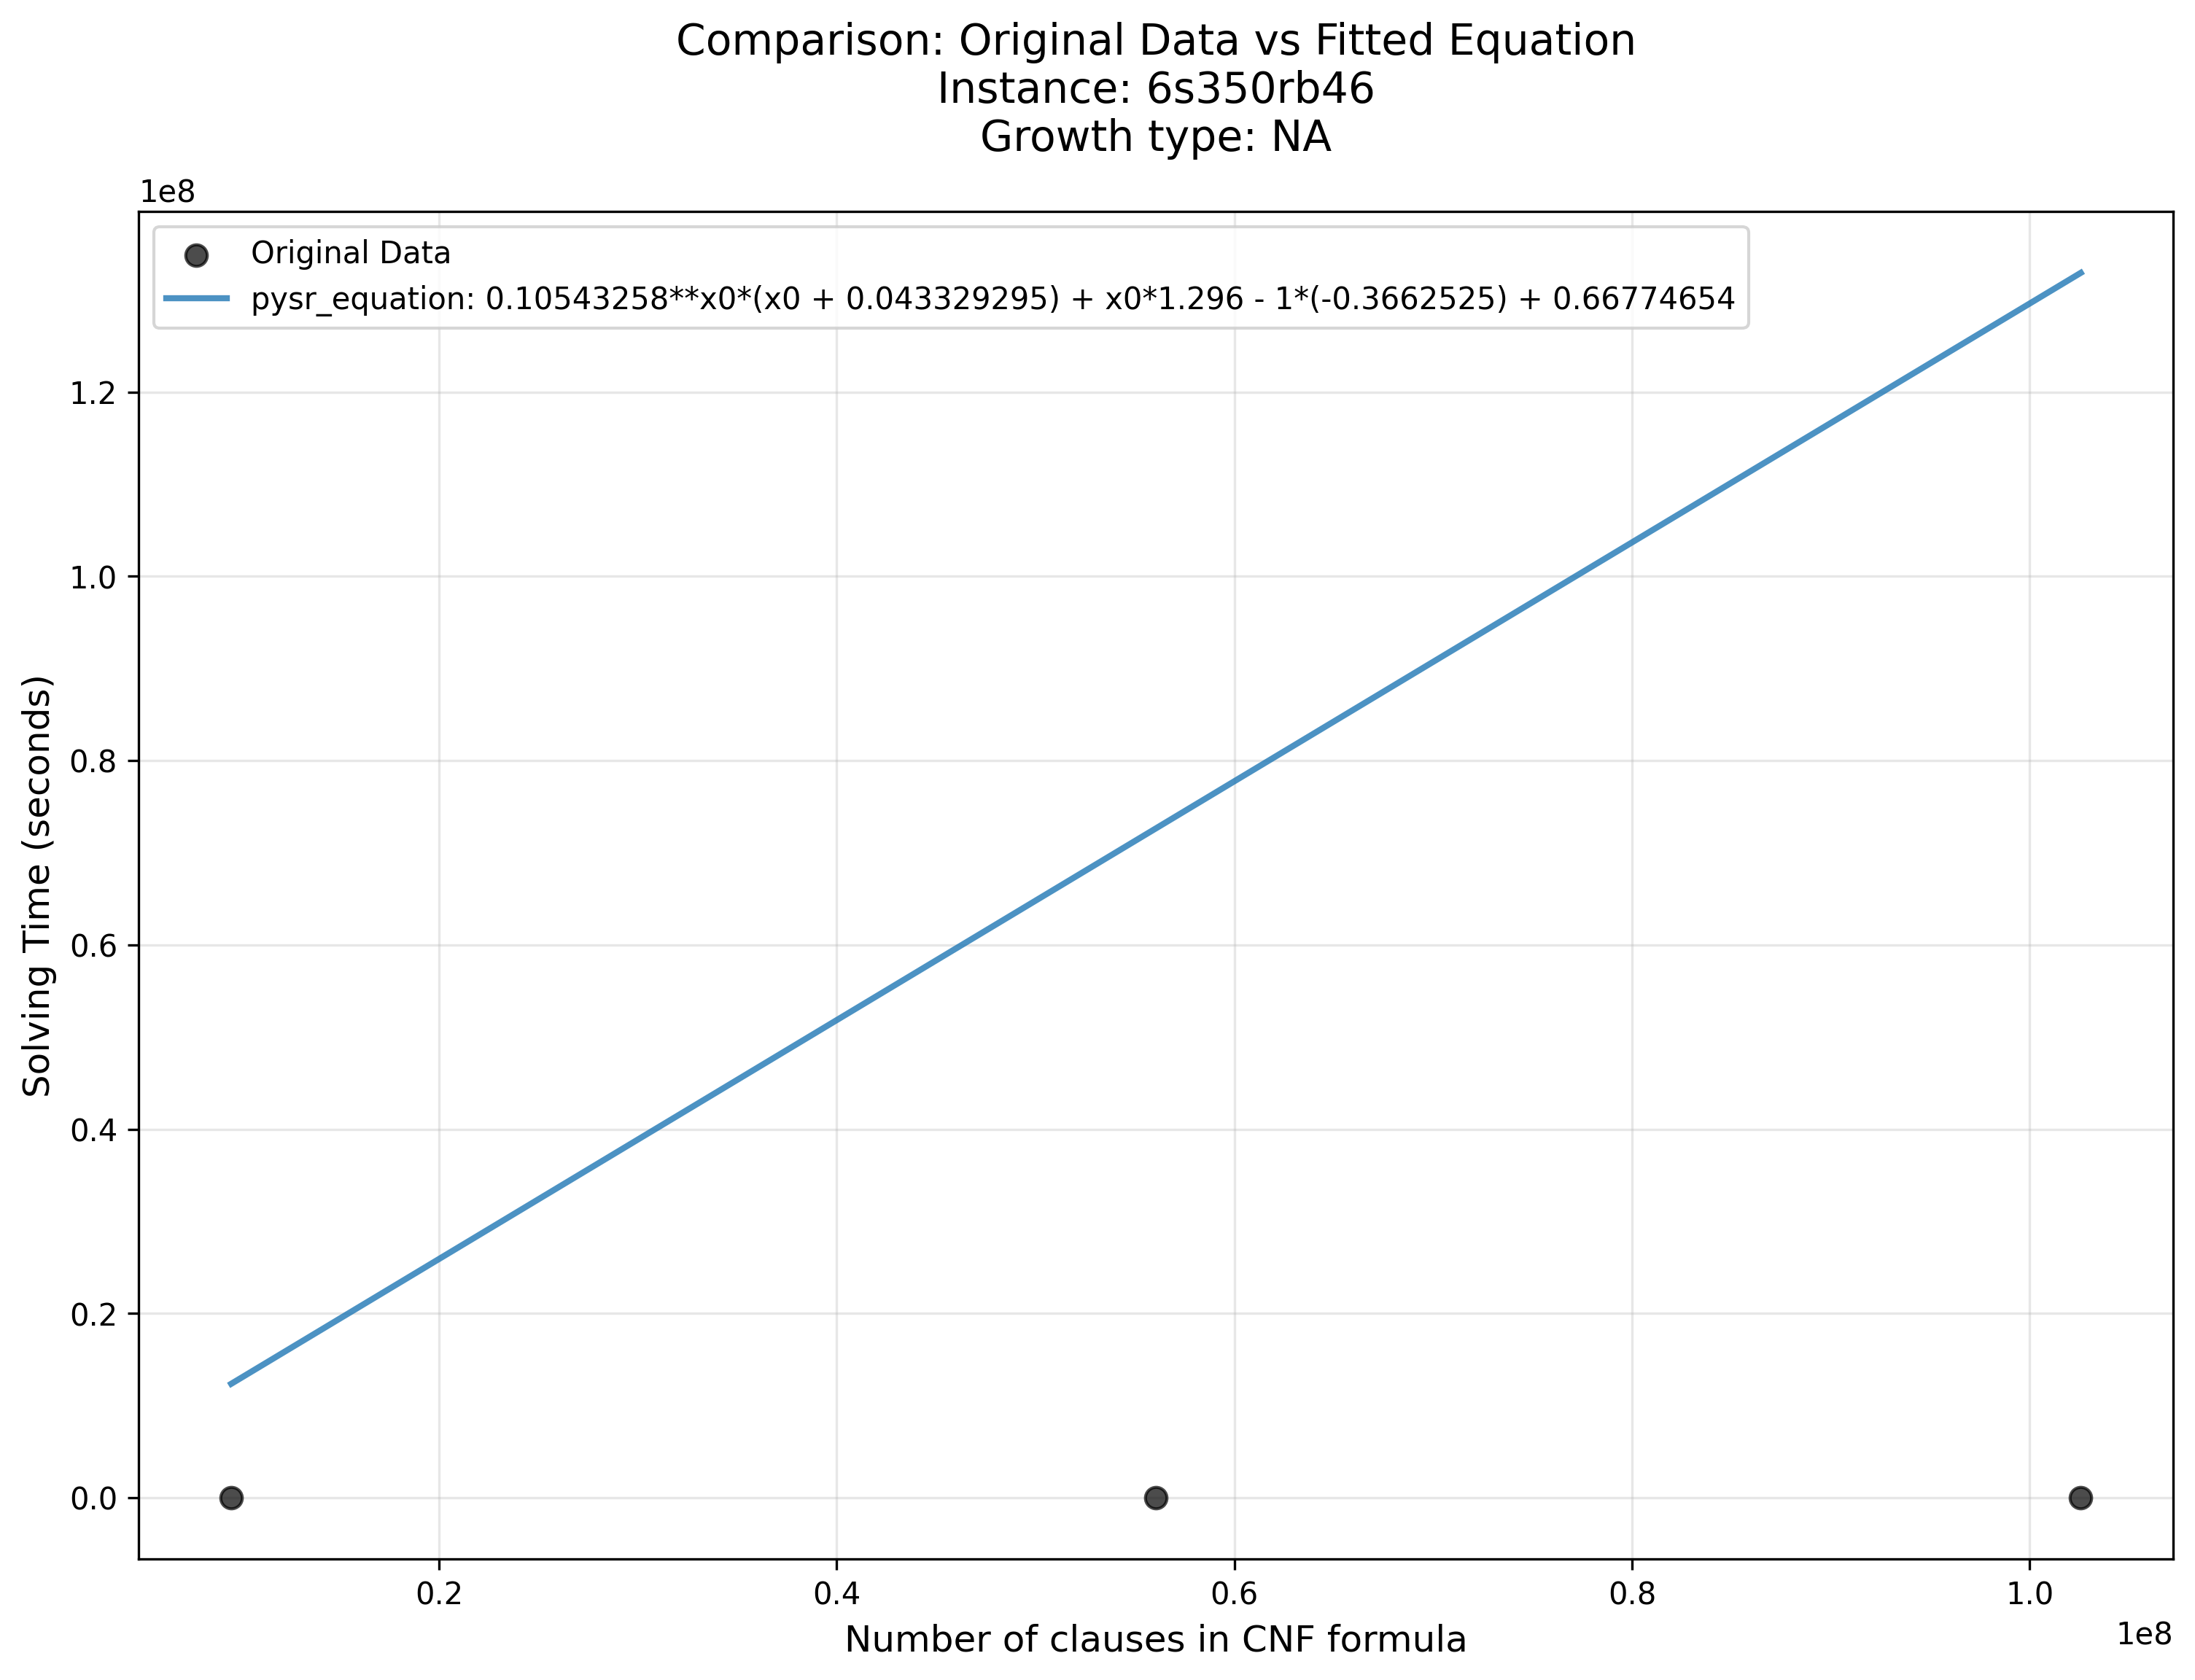 Comparison: Original Data vs Fitted Equation
Instance: 6s350rb46
Growth type: NA
1e8
Original Data
pysr_equation: 0.10543258**x0*(x0 + 0.043329295) + x0*1.296 - 1*(-0.3662525) + 0.66774654
1.2
1.0
0.8
0.6
0.4
0.2
0.0
Solving Time (seconds)
0.2 0.4 0.6 0.8 1.0
1e8
Number of clauses in CNF formula